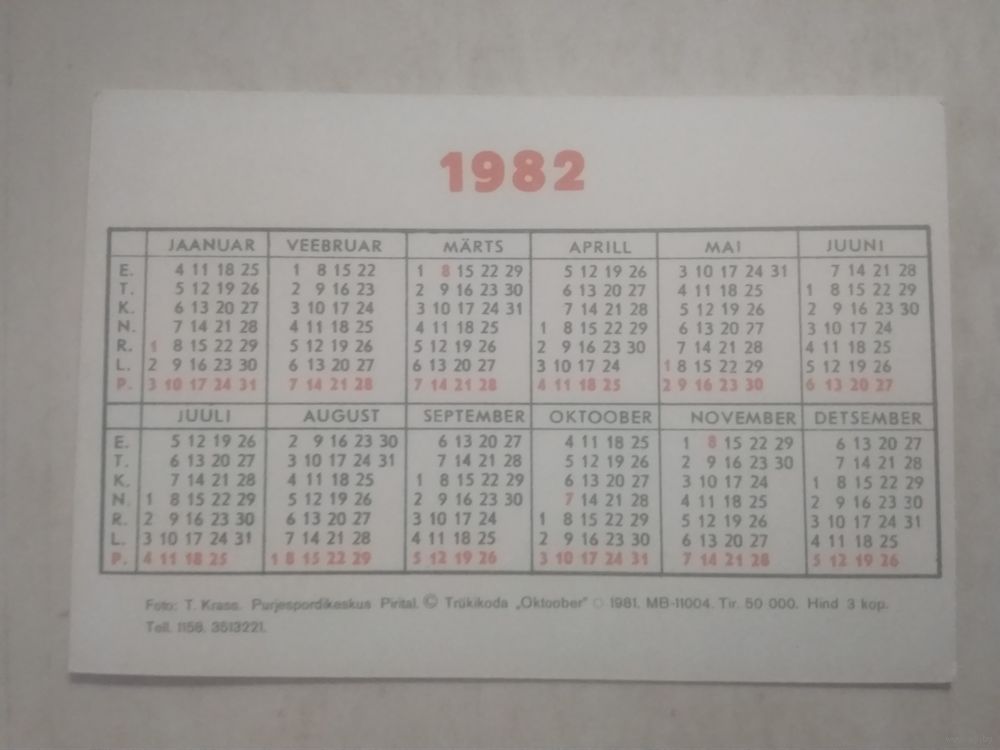 1982
JAANUAR VEEBRUAR MÄRTS APRILL MAI JUUNI
E. 4 11 18 25 1 8 15 22 1 8 15 22 29 5 12 19 26 3 10 17 24 31 7 14 21 28
T. 5 12 19 26 2 9 16 23 2 9 16 23 30 6 13 20 27 4 11 18 25 1 8 15 22 29
K. 6 13 20 27 3 10 17 24 3 10 17 24 31 7 14 21 28 5 12 19 26 2 9 16 23 30
N. 7 14 21 28 4 11 18 25 4 11 18 25 1 8 15 22 29 6 13 20 27 3 10 17 24
R. 1 8 15 22 29 5 12 19 26 5 12 19 26 2 9 16 23 30 7 14 21 28 4 11 18 25
L. 2 9 16 23 30 6 13 20 27 6 13 20 27 3 10 17 24 1 8 15 22 29 5 12 19 26
P. 3 10 17 24 31 7 14 21 28 7 14 21 28 4 11 18 25 2 9 16 23 30 6 13 20 27
JUULI AUGUST SEPTEMBER OKTOOBER NOVEMBER DETSEMBER
E. 5 12 19 26 2 9 16 23 30 6 13 20 27 4 11 18 25 1 8 15 22 29 6 13 20 27
T. 6 13 20 27 3 10 17 24 31 7 14 21 28 5 12 19 26 2 9 16 23 30 7 14 21 28
K. 7 14 21 28 4 11 18 25 1 8 15 22 29 6 13 20 27 3 10 17 24 1 8 15 22 29
N. 1 8 15 22 29 5 12 19 26 2 9 16 23 30 7 14 21 28 4 11 18 25 2 9 16 23 30
R. 2 9 16 23 30 6 13 20 27 3 10 17 24 1 8 15 22 29 5 12 19 26 3 10 17 24 31
L. 3 10 17 24 31 7 14 21 28 4 11 18 25 2 9 16 23 30 6 13 20 27 4 11 18 25
P. 4 11 18 25 1 8 15 22 29 5 12 19 26 3 10 17 24 31 7 14 21 28 5 12 19 26
Foto: T. Krass. Purjespordikeskus Pirital. © Trükikoda „Oktoober" 1981. MB-11004. Tir. 50 000. Hind 3 kop.
Tell. 1158. 3513221.